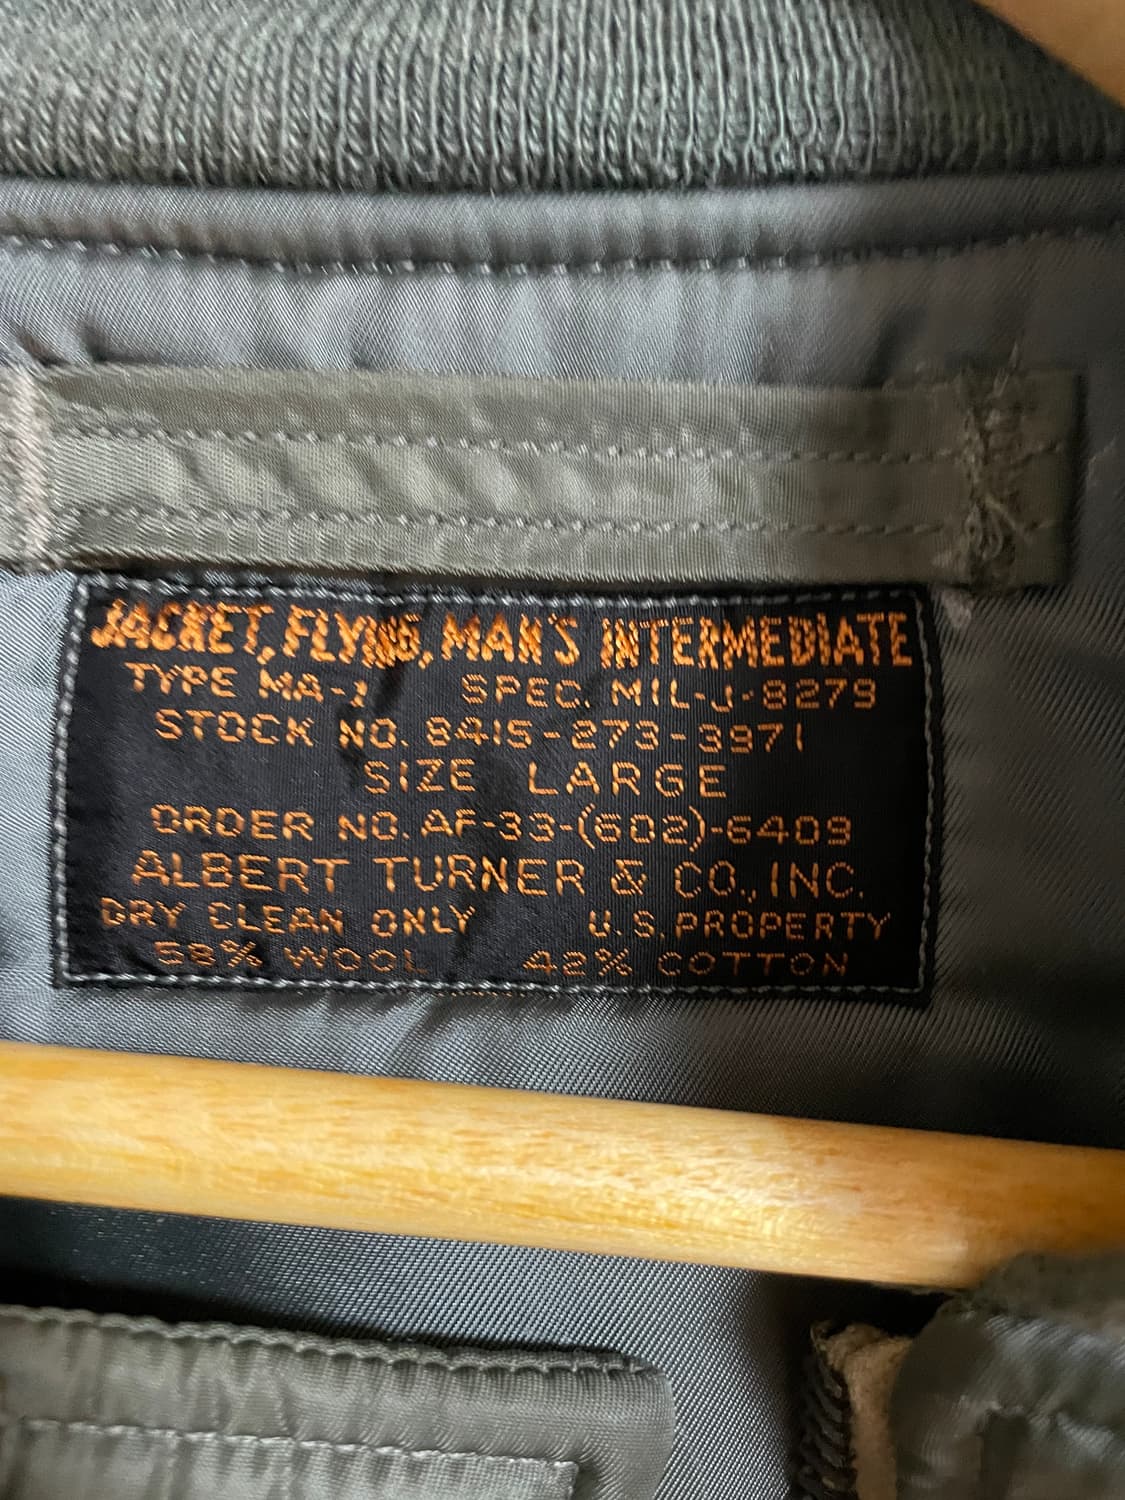 JACKET, FLYING, MAN'S INTERMEDIATE
TYPE MA-1 SPEC. MIL-J-8279
STOCK NO. 8415-273-3971
SIZE LARGE
ORDER NO. AF-33-(602)-6409
ALBERT TURNER & CO., INC.
DRY CLEAN ONLY U.S. PROPERTY
58% WOOL 42% COTTON